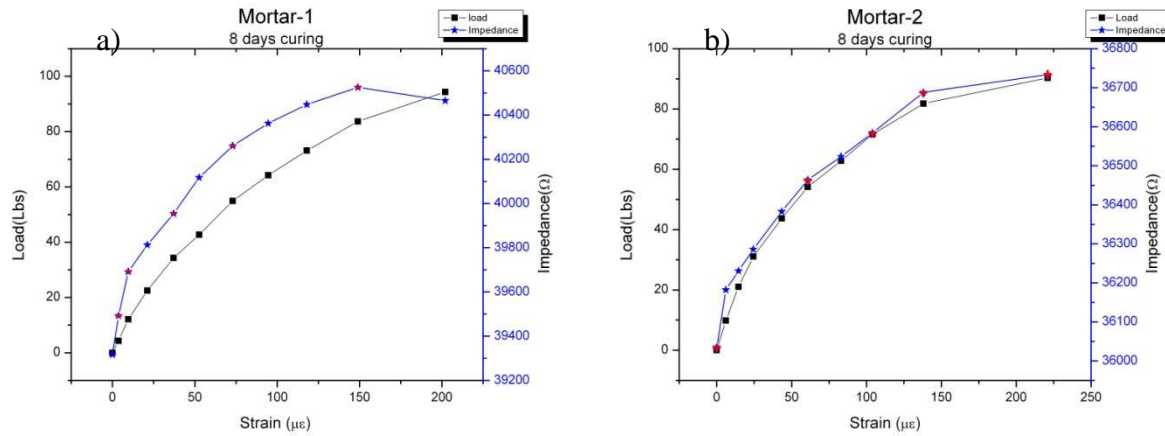 a)
Mortar-1
8 days curing
load
Impedance
Load(Lbs)
100
80
60
40
20
0
40600
40400
40200
40000
39800
39600
39400
39200
Impedance(Ω)
0 50 100 150 200
Strain (με)
b)
Mortar-2
8 days curing
Load
Impedance
Load(Lbs)
100
80
60
40
20
0
36800
36700
36600
36500
36400
36300
36200
36100
36000
Impedance(Ω)
0 50 100 150 200 250
Strain (με)